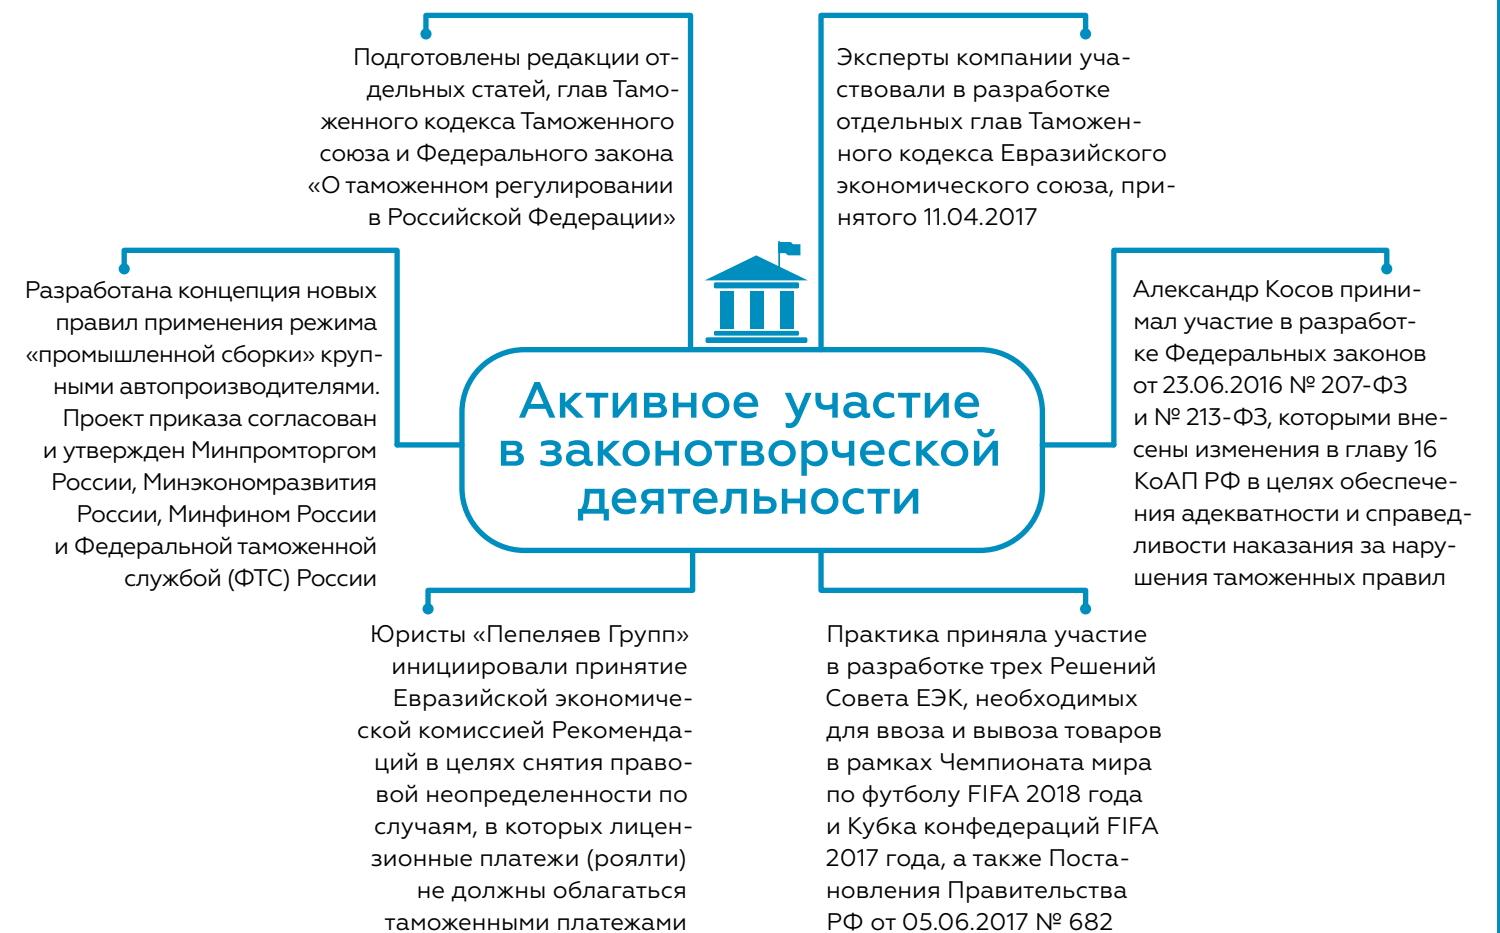 Подготовлены редакции от-
дельных статей, глав Тамо-
женного кодекса Таможенного
союза и Федерального закона
«О таможенном регулировании
в Российской Федерации»
Эксперты компании уча-
ствовали в разработке
отдельных глав Таможен-
ного кодекса Евразийского
экономического союза, при-
нятого 11.04.2017
Разработана концепция новых
правил применения режима
«промышленной сборки» круп-
ными автопроизводителями.
Проект приказа согласован
и утвержден Минпромторгом
России, Минэкономразвития
России, Минфином России
и Федеральной таможенной
службой (ФТС) России
Активное участие
в законотворческой
деятельности
Александр Косов прини-
мал участие в разработ-
ке Федеральных законов
от 23.06.2016 № 207-ФЗ
и № 213-ФЗ, которыми вне-
сены изменения в главу 16
КоАП РФ в целях обеспече-
ния адекватности и справед-
ливости наказания за нару-
шения таможенных правил
Юристы «Пепеляев Групп»
инициировали принятие
Евразийской экономиче-
ской комиссией Рекоменда-
ций в целях снятия право-
вой неопределенности по
случаям, в которых лицен-
зионные платежи (роялти)
не должны облагаться
таможенными платежами
Практика приняла участие
в разработке трех Решений
Совета ЕЭК, необходимых
для ввоза и вывоза товаров
в рамках Чемпионата мира
по футболу FIFA 2018 года
и Кубка конфедераций FIFA
2017 года, а также Поста-
новления Правительства
РФ от 05.06.2017 № 682